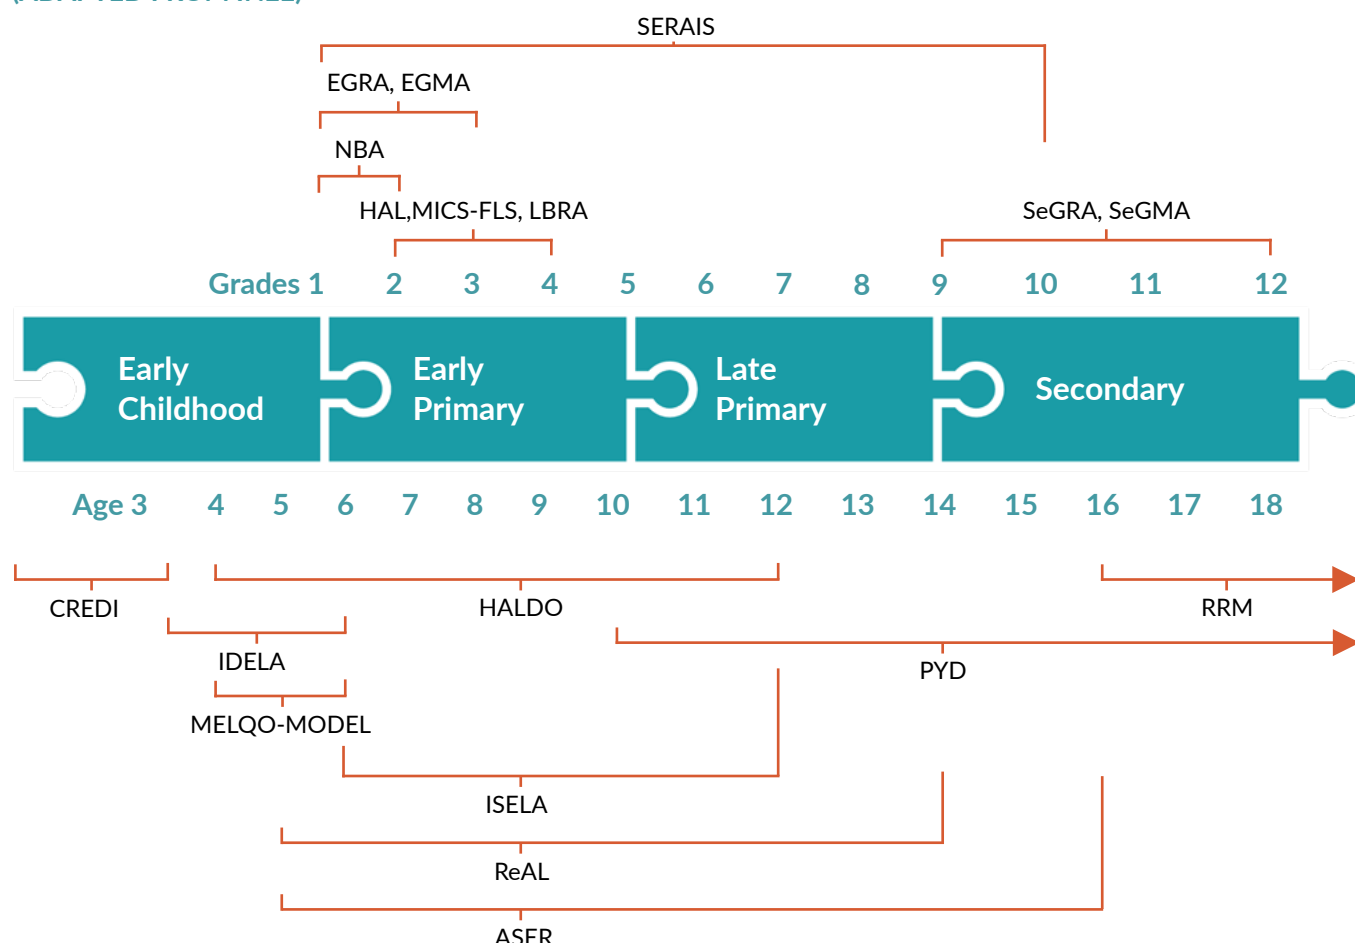 SERAIS
EGRA, EGMA
NBA
HAL,MICS-FLS, LBRA
SeGRA, SeGMA
Grades 1 2 3 4 5 6 7 8 9 10 11 12
Early
Childhood
Early
Primary
Late
Primary
Secondary
Age 3 4 5 6 7 8 9 10 11 12 13 14 15 16 17 18
CREDI
HALDO
RRM
IDELA
PYD
MELQO-MODEL
ISELA
ReAL
ASER